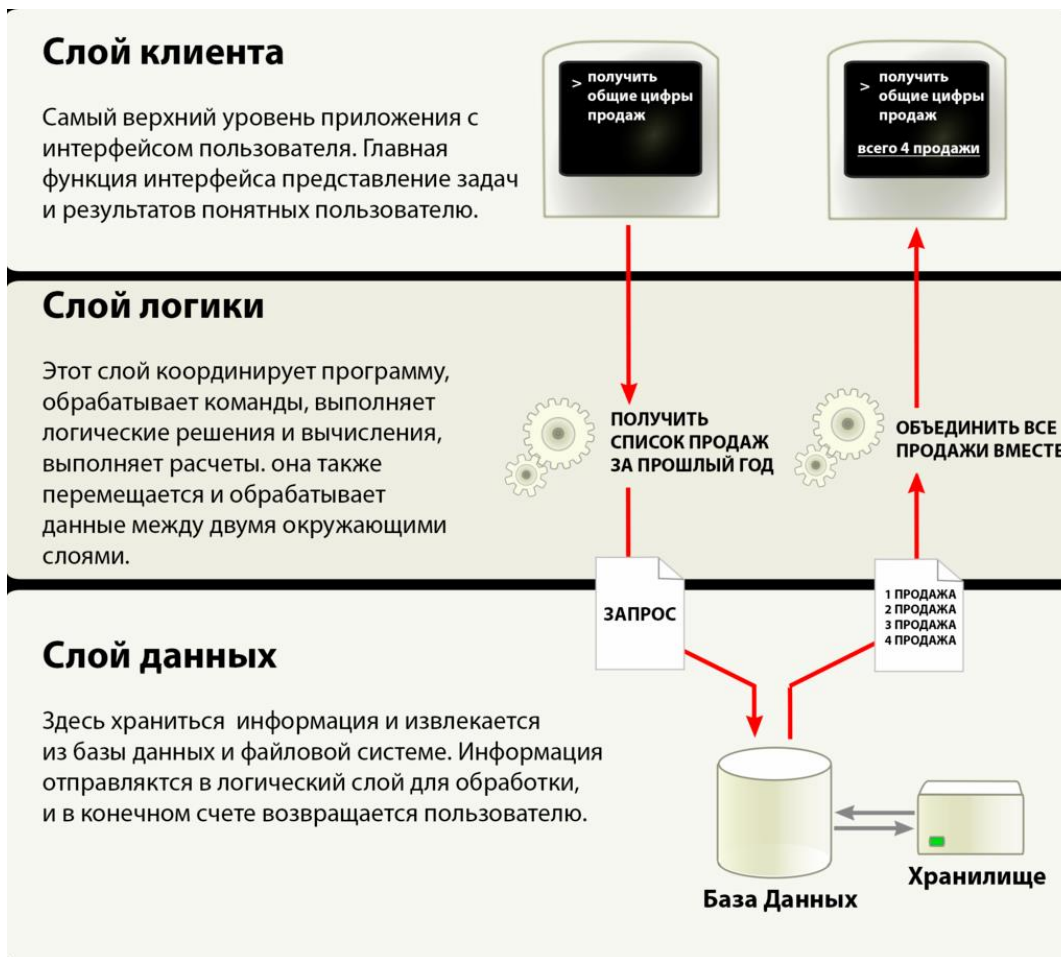 Слой клиента
Самый верхний уровень приложения с
интерфейсом пользователя. Главная
функция интерфейса представление задач
и результатов понятных пользователю.
> получить
общие цифры
продаж
> получить
общие цифры
продаж
всего 4 продажи
Слой логики
Этот слой координирует программу,
обрабатывает команды, выполняет
логические решения и вычисления,
выполняет расчеты. она также
перемещается и обрабатывает
данные между двумя окружающими
слоями.
ПОЛУЧИТЬ
СПИСОК ПРОДАЖ
ЗА ПРОШЛЫЙ ГОД
ОБЪЕДИНИТЬ ВСЕ
ПРОДАЖИ ВМЕСТЕ
ЗАПРОС
1 ПРОДАЖА
2 ПРОДАЖА
3 ПРОДАЖА
4 ПРОДАЖА
Слой данных
Здесь храниться информация и извлекается
из базы данных и файловой системе. Информация
отправляктся в логический слой для обработки,
и в конечном счете возвращается пользователю.
База Данных
Хранилище